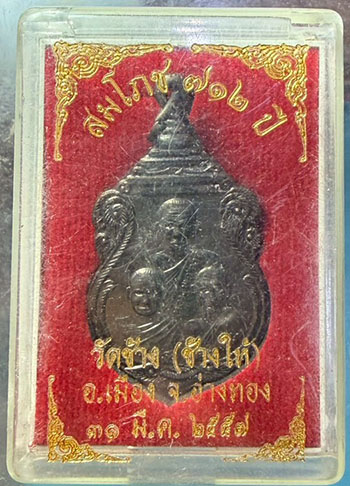 สมโภช ๗๑๒ ปี
วัดช้าง (ช้างให้)
อ.เมือง จ.อ่างทอง
๓๑ มี.ค. ๒๕๕๗